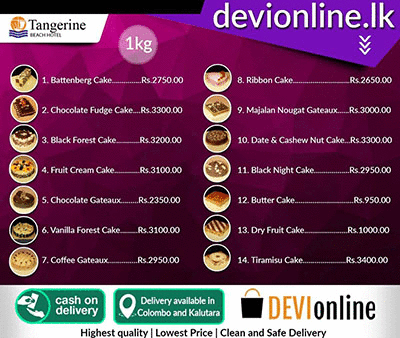 Tangerine
BEACH HOTEL
devionline.lk
1kg
1. Battenberg Cake...............Rs.2750.00
2. Chocolate Fudge Cake....Rs.3300.00
3. Black Forest Cake...........Rs.3200.00
4. Fruit Cream Cake............Rs.3100.00
5. Chocolate Gateaux.........Rs.2350.00
6. Vanilla Forest Cake.........Rs.3100.00
7. Coffee Gateaux...............Rs.2950.00
8. Ribbon Cake....................Rs.2650.00
9. Majalan Nougat Gateaux.....Rs.3000.00
10. Date & Cashew Nut Cake...Rs.3300.00
11. Black Night Cake............Rs.2950.00
12. Butter Cake.....................Rs.950.00
13. Dry Fruit Cake..............Rs.1000.00
14. Tiramisu Cake................Rs.3400.00
cash on
delivery
Delivery available in
Colombo and Kalutara
DEVIonline
Highest quality | Lowest Price | Clean and Safe Delivery